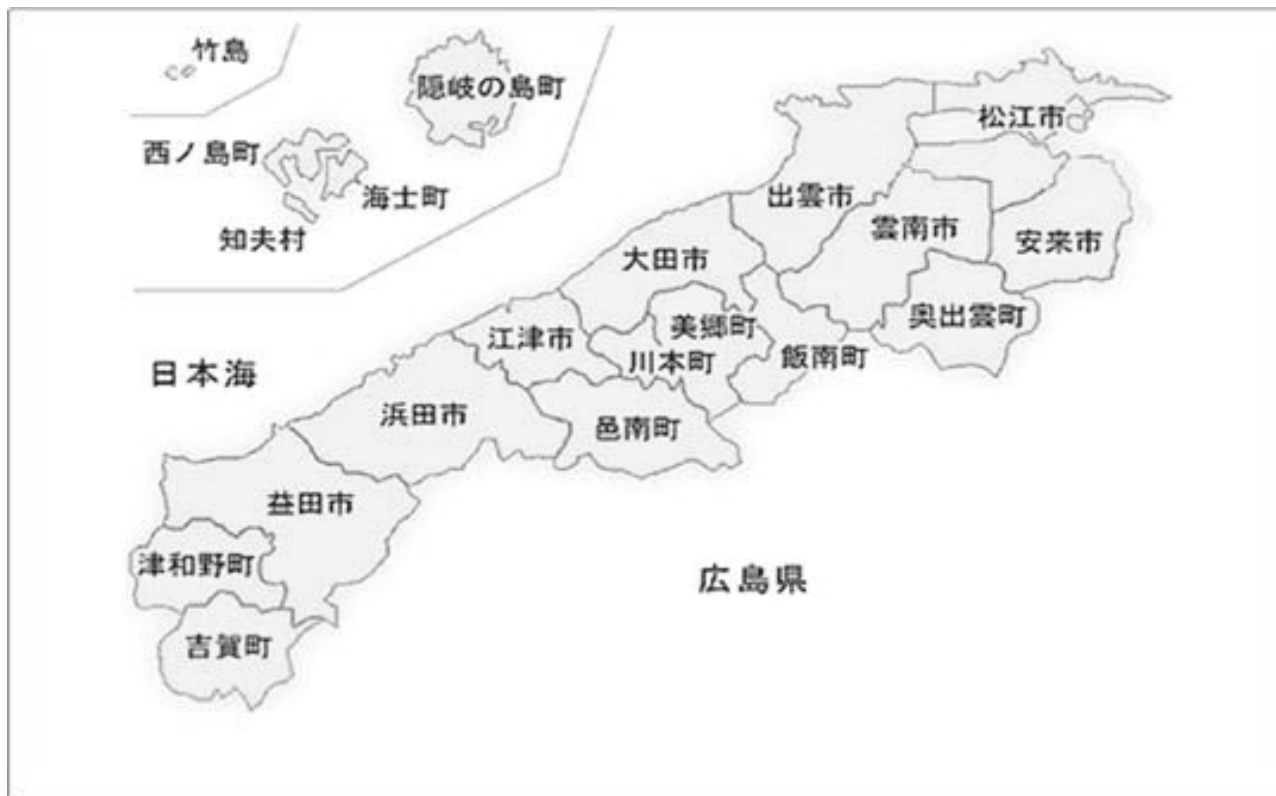 竹島
隠岐の島町
西ノ島町
海士町
知夫村
松江市
出雲市
雲南市
安来市
大田市
奥出雲町
美郷町
江津市
川本町
飯南町
日本海
浜田市
邑南町
益田市
津和野町
広島県
吉賀町